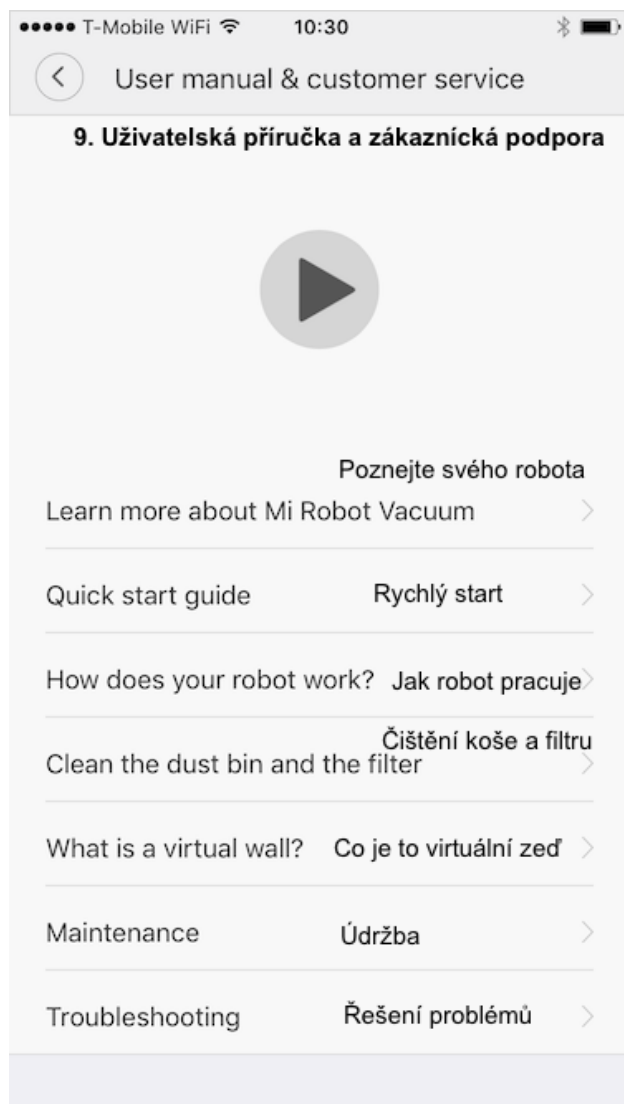 T-Mobile WiFi 10:30
User manual & customer service
9. Uživatelská příručka a zákaznícká podpora
Poznejte svého robota
Learn more about Mi Robot Vacuum
Quick start guide Rychlý start
How does your robot work? Jak robot pracuje
Čištění koše a filtru
Clean the dust bin and the filter
What is a virtual wall? Co je to virtuální zeď
Maintenance Údržba
Troubleshooting Řešení problémů